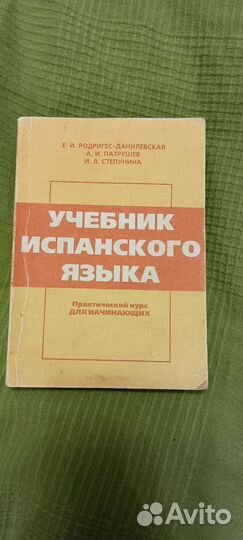 Е. И. РОДРИГЕС-ДАНИЛЕВСКАЯ
А. И. ПАТРУШЕВ
И. Л. СТЕПУНИНА
УЧЕБНИК
ИСПАНСКОГО
ЯЗЫКА
Практический курс
ДЛЯ НАЧИНАЮЩИХ
Avito